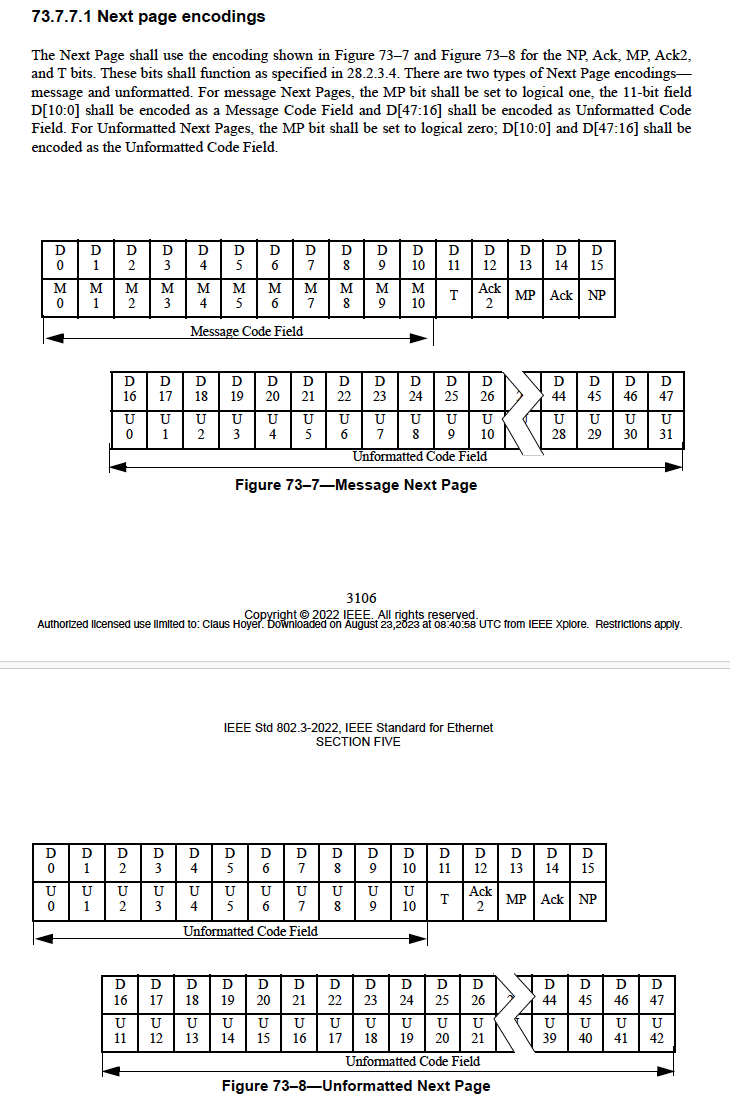 73.7.7.1 Next page encodings
The Next Page shall use the encoding shown in Figure 73–7 and Figure 73–8 for the NP, Ack, MP, Ack2,
and T bits. These bits shall function as specified in 28.2.3.4. There are two types of Next Page encodings—
message and unformatted. For message Next Pages, the MP bit shall be set to logical one, the 11-bit field
D[10:0] shall be encoded as a Message Code Field and D[47:16] shall be encoded as Unformatted Code
Field. For Unformatted Next Pages, the MP bit shall be set to logical zero; D[10:0] and D[47:16] shall be
encoded as the Unformatted Code Field.
D D D D D D D D D D D D D D D D
0 1 2 3 4 5 6 7 8 9 10 11 12 13 14 15
M M M M M M M M M M M T Ack MP Ack NP
0 1 2 3 4 5 6 7 8 9 10 2
Message Code Field
D D D D D D D D D D D D D D D
16 17 18 19 20 21 22 23 24 25 26 44 45 46 47
U U U U U U U U U U U U U U U
0 1 2 3 4 5 6 7 8 9 10 28 29 30 31
Unformatted Code Field
Figure 73–7—Message Next Page
3106
Copyright © 2022 IEEE. All rights reserved.
Authorized licensed use limited to: Claus Hoyer. Downloaded on August 23,2023 at 08:40:58 UTC from IEEE Xplore. Restrictions apply.
IEEE Std 802.3-2022, IEEE Standard for Ethernet
SECTION FIVE
D D D D D D D D D D D D D D D D
0 1 2 3 4 5 6 7 8 9 10 11 12 13 14 15
U U U U U U U U U U U T Ack MP Ack NP
0 1 2 3 4 5 6 7 8 9 10 2
Unformatted Code Field
D D D D D D D D D D D D D D D
16 17 18 19 20 21 22 23 24 25 26 44 45 46 47
U U U U U U U U U U U U U U U
11 12 13 14 15 16 17 18 19 20 21 39 40 41 42
Unformatted Code Field
Figure 73–8—Unformatted Next Page